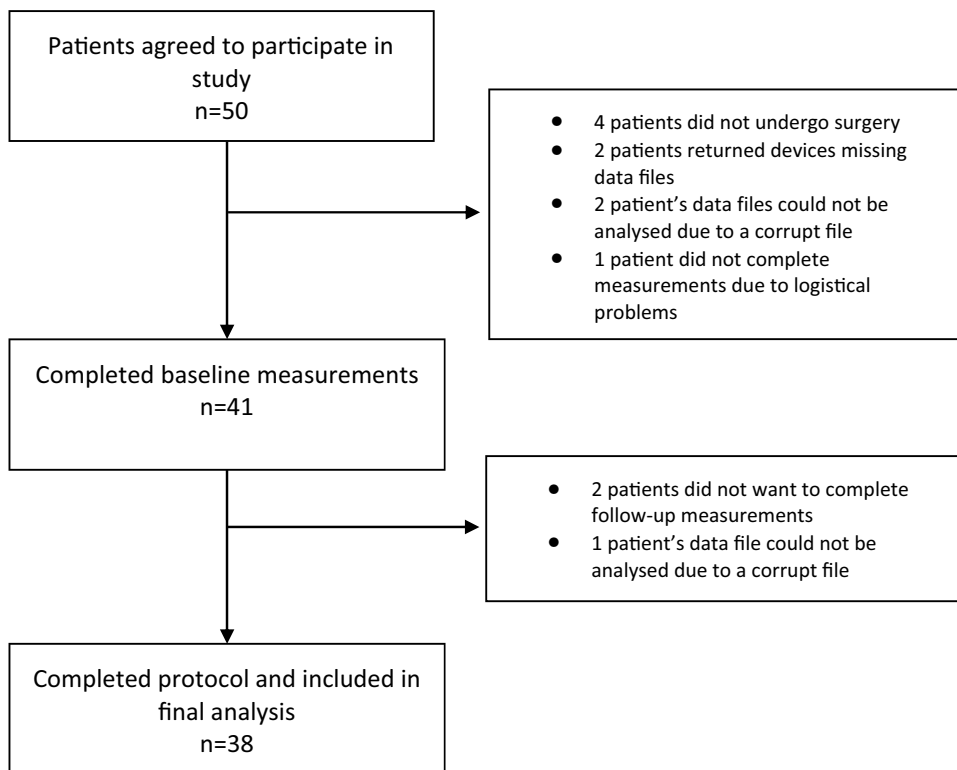 Patients agreed to participate in
study
n=50
● 4 patients did not undergo surgery
● 2 patients returned devices missing
data files
● 2 patient’s data files could not be
analysed due to a corrupt file
● 1 patient did not complete
measurements due to logistical
problems
Completed baseline measurements
n=41
● 2 patients did not want to complete
follow-up measurements
● 1 patient’s data file could not be
analysed due to a corrupt file
Completed protocol and included in
final analysis
n=38